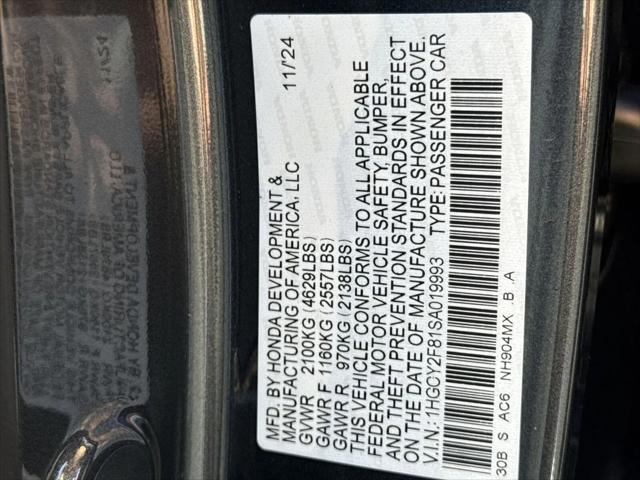 MFD. BY HONDA DEVELOPMENT &
MANUFACTURING OF AMERICA, LLC 11/'24
GVWR 2100KG (4629LBS)
GAWR F 1160KG (2557LBS)
GAWR R 970KG (2138LBS)
THIS VEHICLE CONFORMS TO ALL APPLICABLE
FEDERAL MOTOR VEHICLE SAFETY, BUMPER,
AND THEFT PREVENTION STANDARDS IN EFFECT
ON THE DATE OF MANUFACTURE SHOWN ABOVE.
V.I.N.: 1HGCY2F81SA019993 TYPE: PASSENGER CAR
30B S AC6 NH904MX .B .A